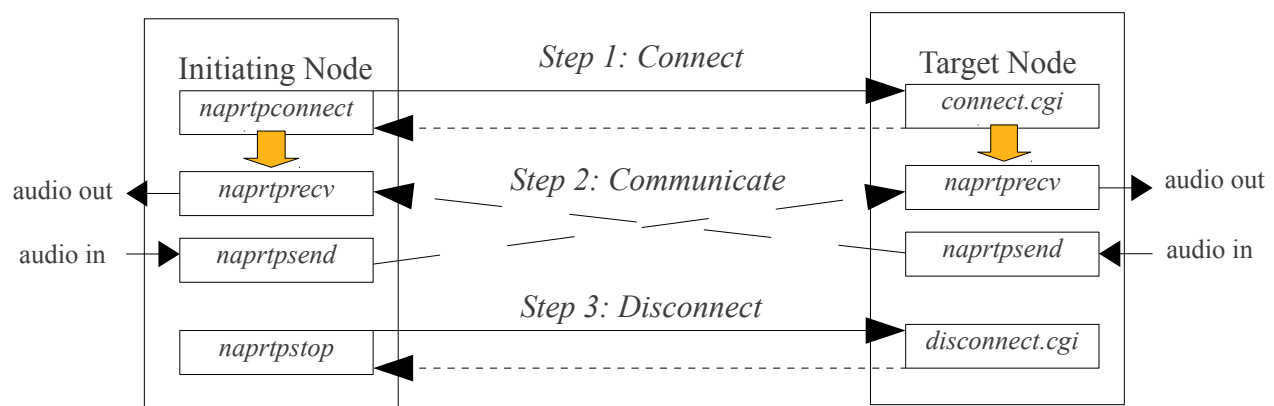 Step 1: Connect
Initiating Node
Target Node
naprtpconnect
connect.cgi
audio out
naprtprecv
Step 2: Communicate
naprtprecv
audio out
audio in
naprtpsend
naprtpsend
audio in
Step 3: Disconnect
naprtpstop
disconnect.cgi